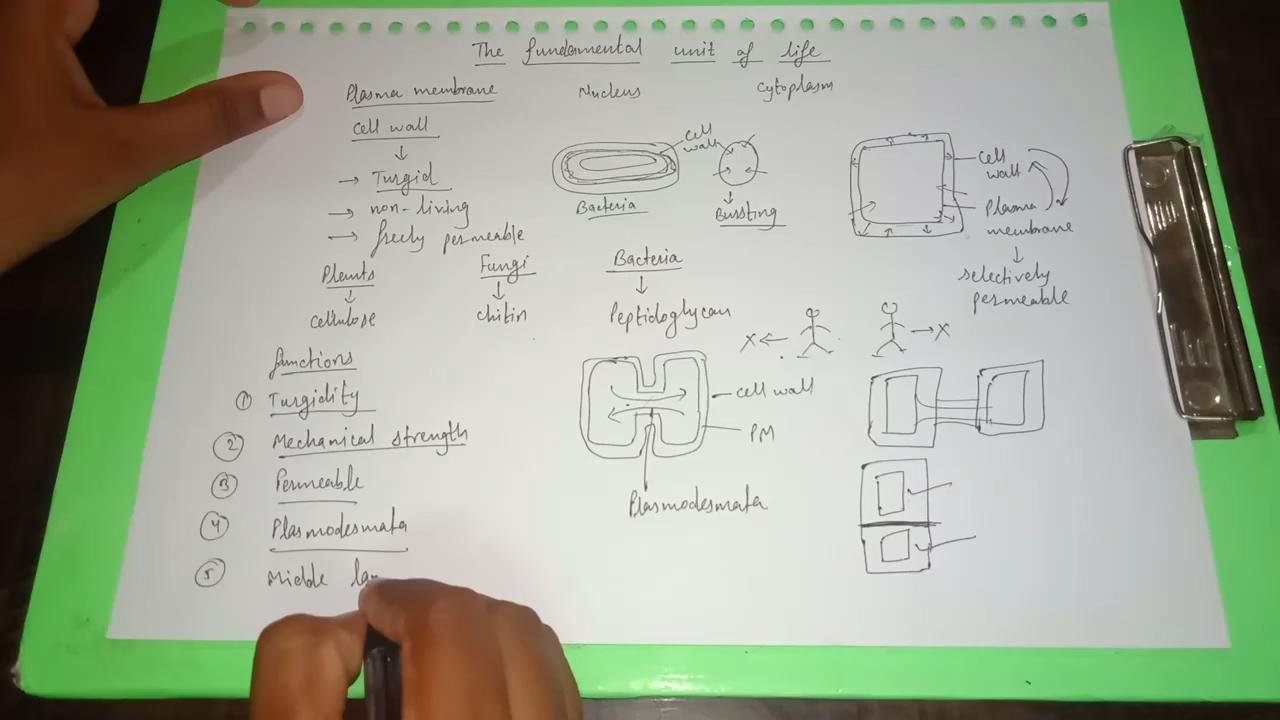 The fundamental unit of life
Plasma membrane Nucleus Cytoplasm
Cell wall
→ Turgid
→ non-living
→ freely permeable
cell wall
Bacteria
Bursting
cell wall
Plasma membrane
selectively permeable
Plants Fungi Bacteria
Cellulose chitin Peptidoglycan
functions
① Turgidity
② Mechanical strength
③ Permeable
④ Plasmodesmata
⑤ Middle la
x x
cell wall
PM
Plasmodesmata